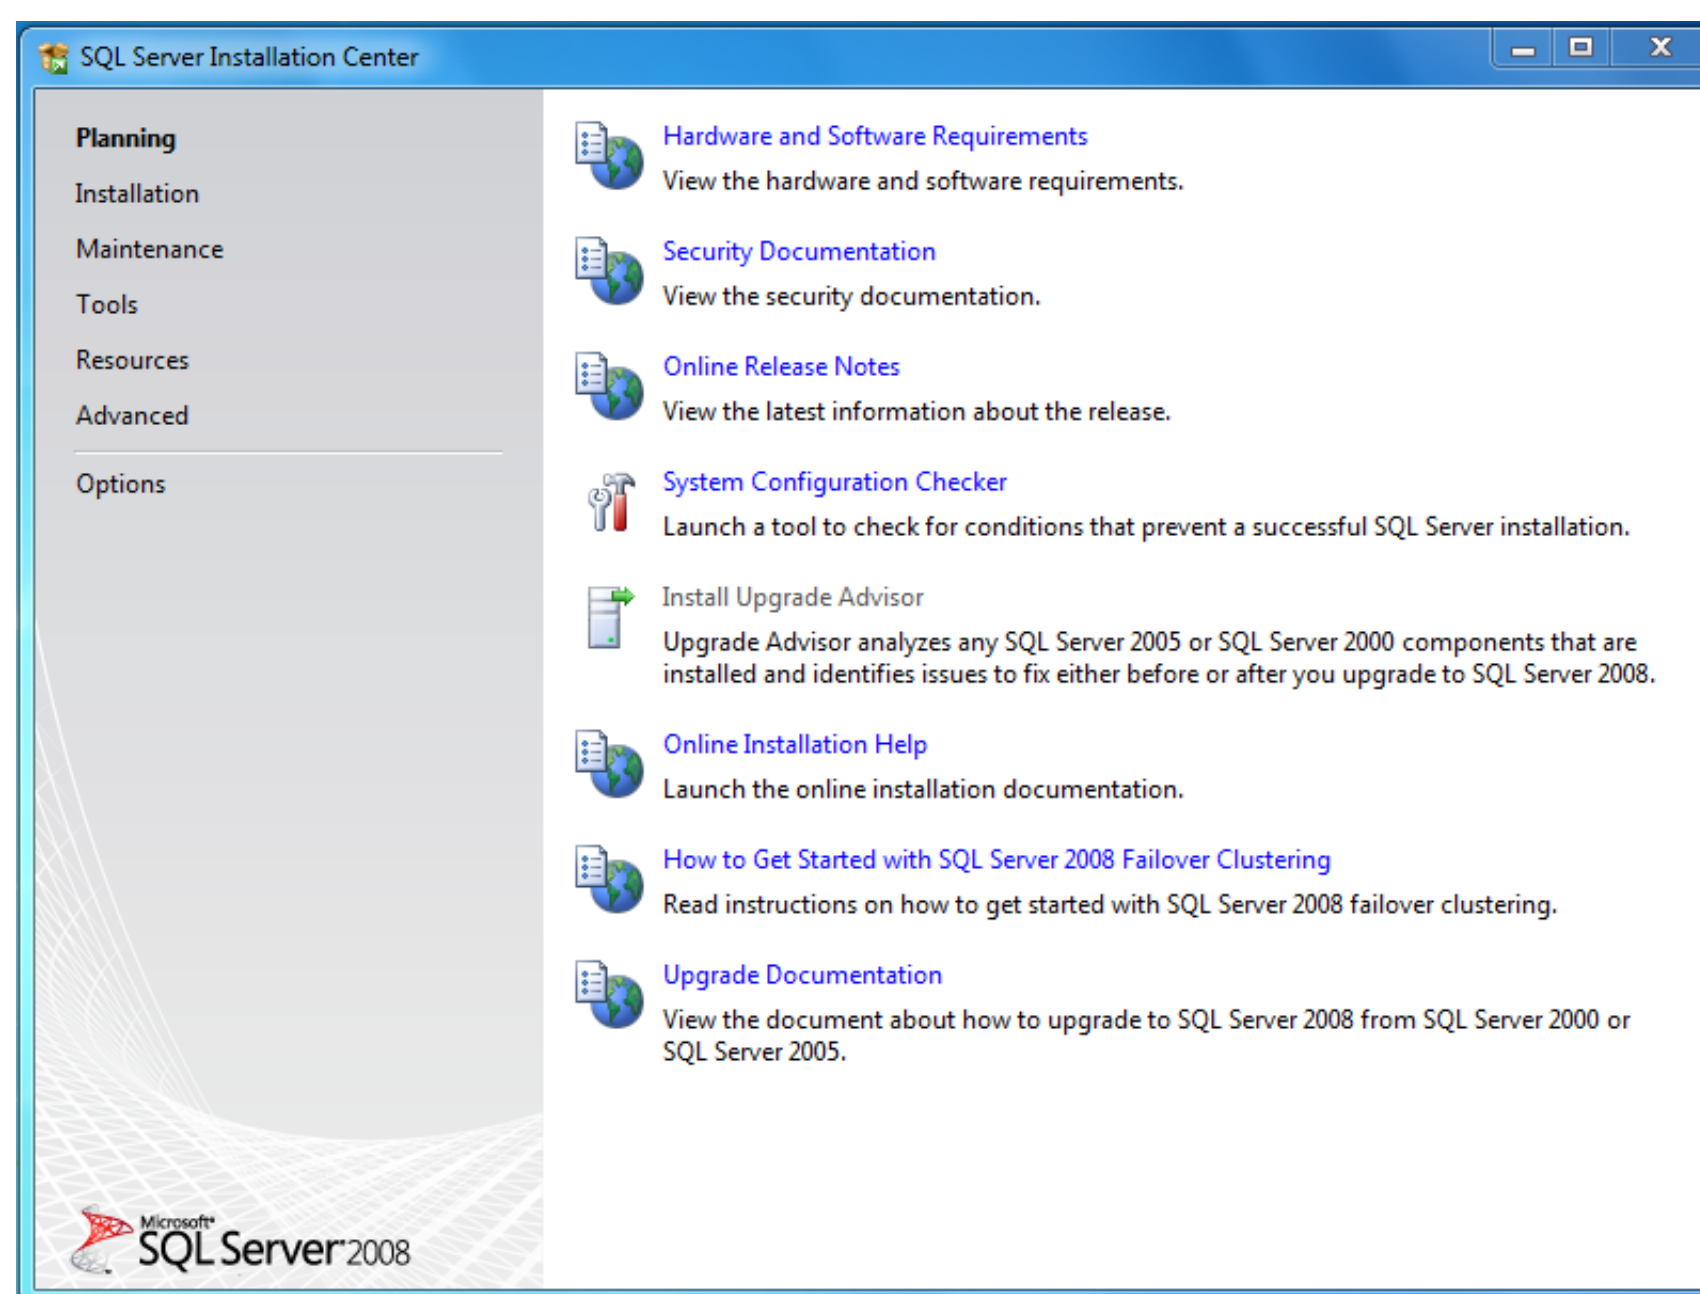 SQL Server Installation Center
Planning
Installation
Maintenance
Tools
Resources
Advanced
Options
Hardware and Software Requirements
View the hardware and software requirements.
Security Documentation
View the security documentation.
Online Release Notes
View the latest information about the release.
System Configuration Checker
Launch a tool to check for conditions that prevent a successful SQL Server installation.
Install Upgrade Advisor
Upgrade Advisor analyzes any SQL Server 2005 or SQL Server 2000 components that are
installed and identifies issues to fix either before or after you upgrade to SQL Server 2008.
Online Installation Help
Launch the online installation documentation.
How to Get Started with SQL Server 2008 Failover Clustering
Read instructions on how to get started with SQL Server 2008 failover clustering.
Upgrade Documentation
View the document about how to upgrade to SQL Server 2008 from SQL Server 2000 or
SQL Server 2005.
Microsoft®
SQL Server® 2008